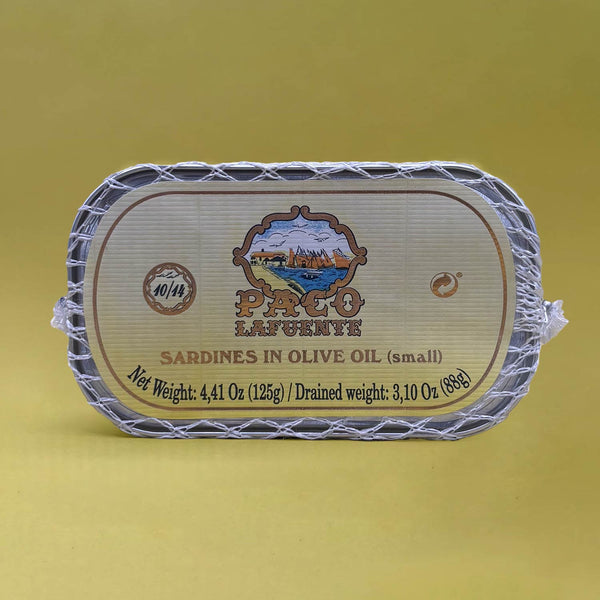 10/14
PACO
LAFUENTE
SARDINES IN OLIVE OIL (small)
Net Weight: 4,41 Oz (125g) / Drained weight: 3,10 Oz (88g)